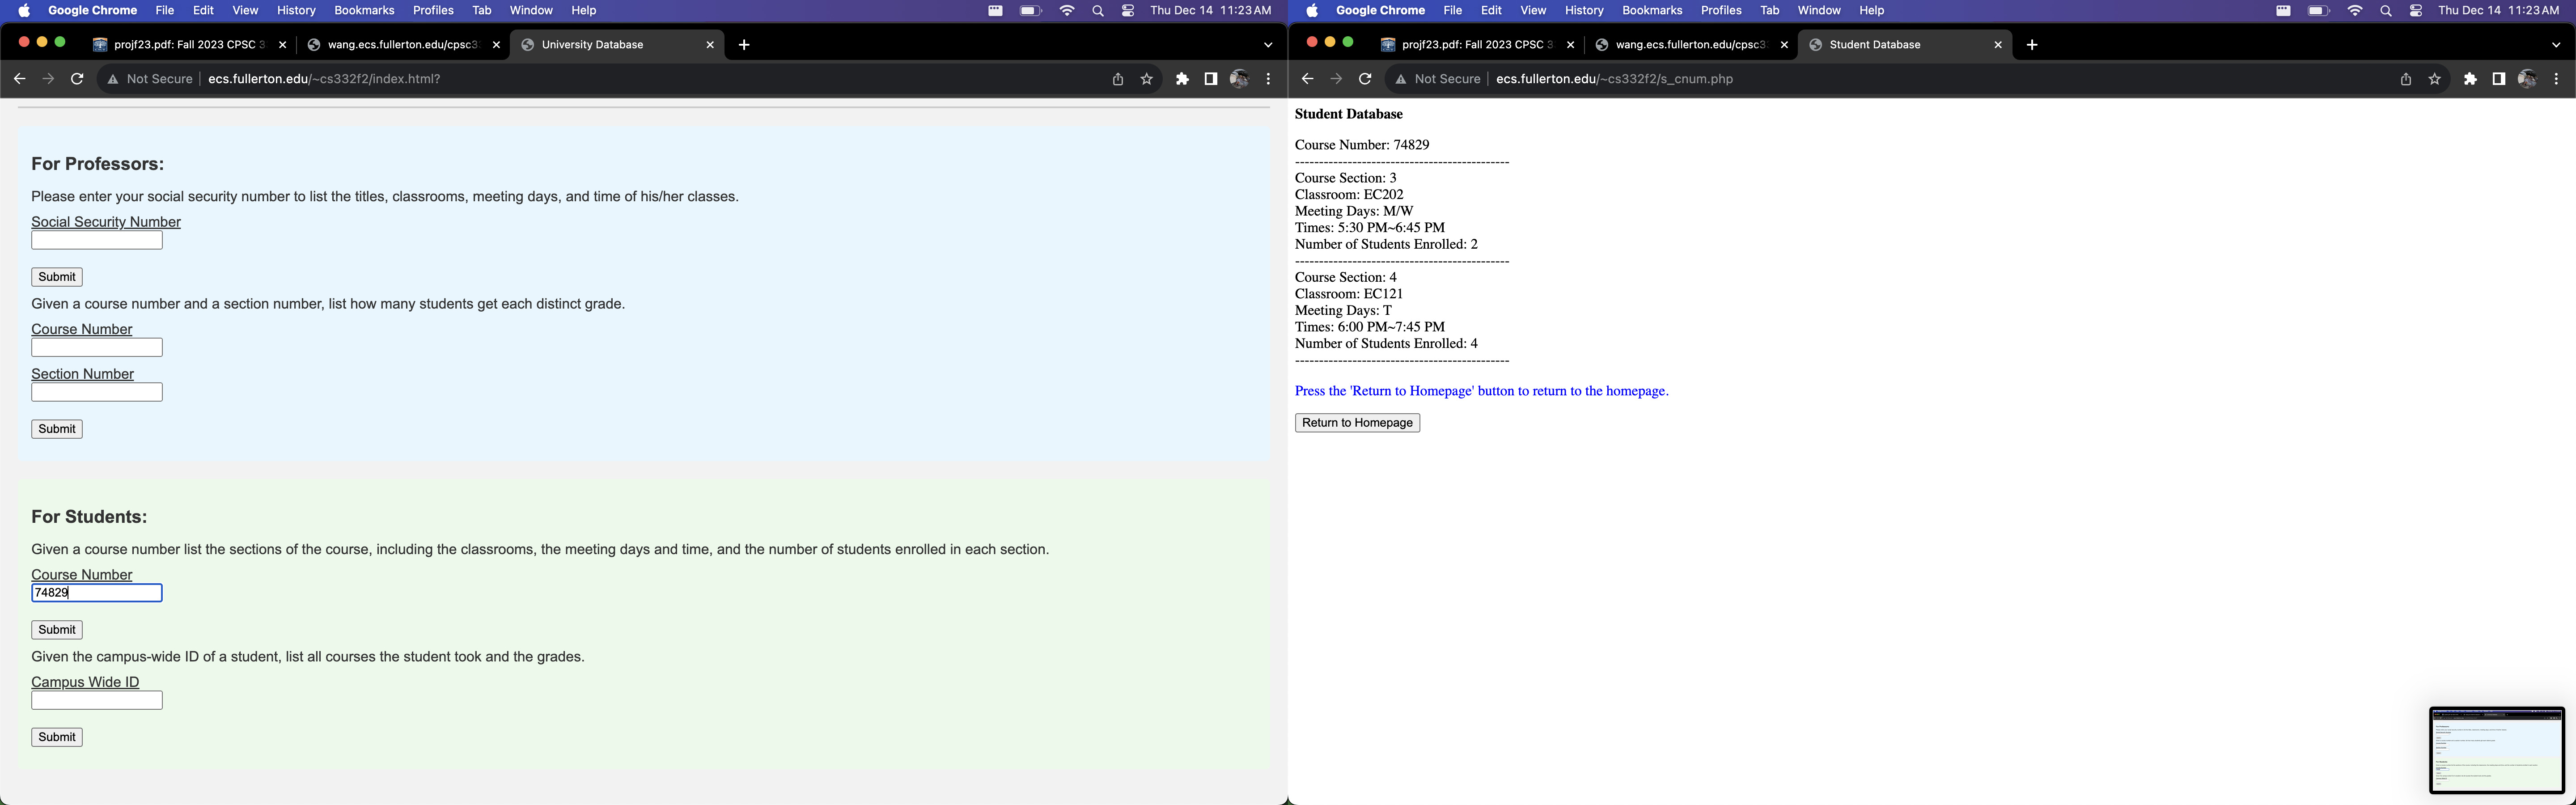 Google Chrome File Edit View History Bookmarks Profiles Tab Window Help Thu Dec 14 11:23 AM
projf23.pdf: Fall 2023 CPSC 3 wang.ecs.fullerton.edu/cpsc3 University Database
Not Secure ecs.fullerton.edu/~cs332f2/index.html?
For Professors:
Please enter your social security number to list the titles, classrooms, meeting days, and time of his/her classes.
Social Security Number
Submit
Given a course number and a section number, list how many students get each distinct grade.
Course Number
Section Number
Submit
For Students:
Given a course number list the sections of the course, including the classrooms, the meeting days and time, and the number of students enrolled in each section.
Course Number
74829
Submit
Given the campus-wide ID of a student, list all courses the student took and the grades.
Campus Wide ID
Submit
Google Chrome File Edit View History Bookmarks Profiles Tab Window Help Thu Dec 14 11:23 AM
projf23.pdf: Fall 2023 CPSC 3 wang.ecs.fullerton.edu/cpsc3 Student Database
Not Secure ecs.fullerton.edu/~cs332f2/s_cnum.php
Student Database
Course Number: 74829
--------------------------------------------
Course Section: 3
Classroom: EC202
Meeting Days: M/W
Times: 5:30 PM~6:45 PM
Number of Students Enrolled: 2
--------------------------------------------
Course Section: 4
Classroom: EC121
Meeting Days: T
Times: 6:00 PM~7:45 PM
Number of Students Enrolled: 4
--------------------------------------------
Press the 'Return to Homepage' button to return to the homepage.
Return to Homepage